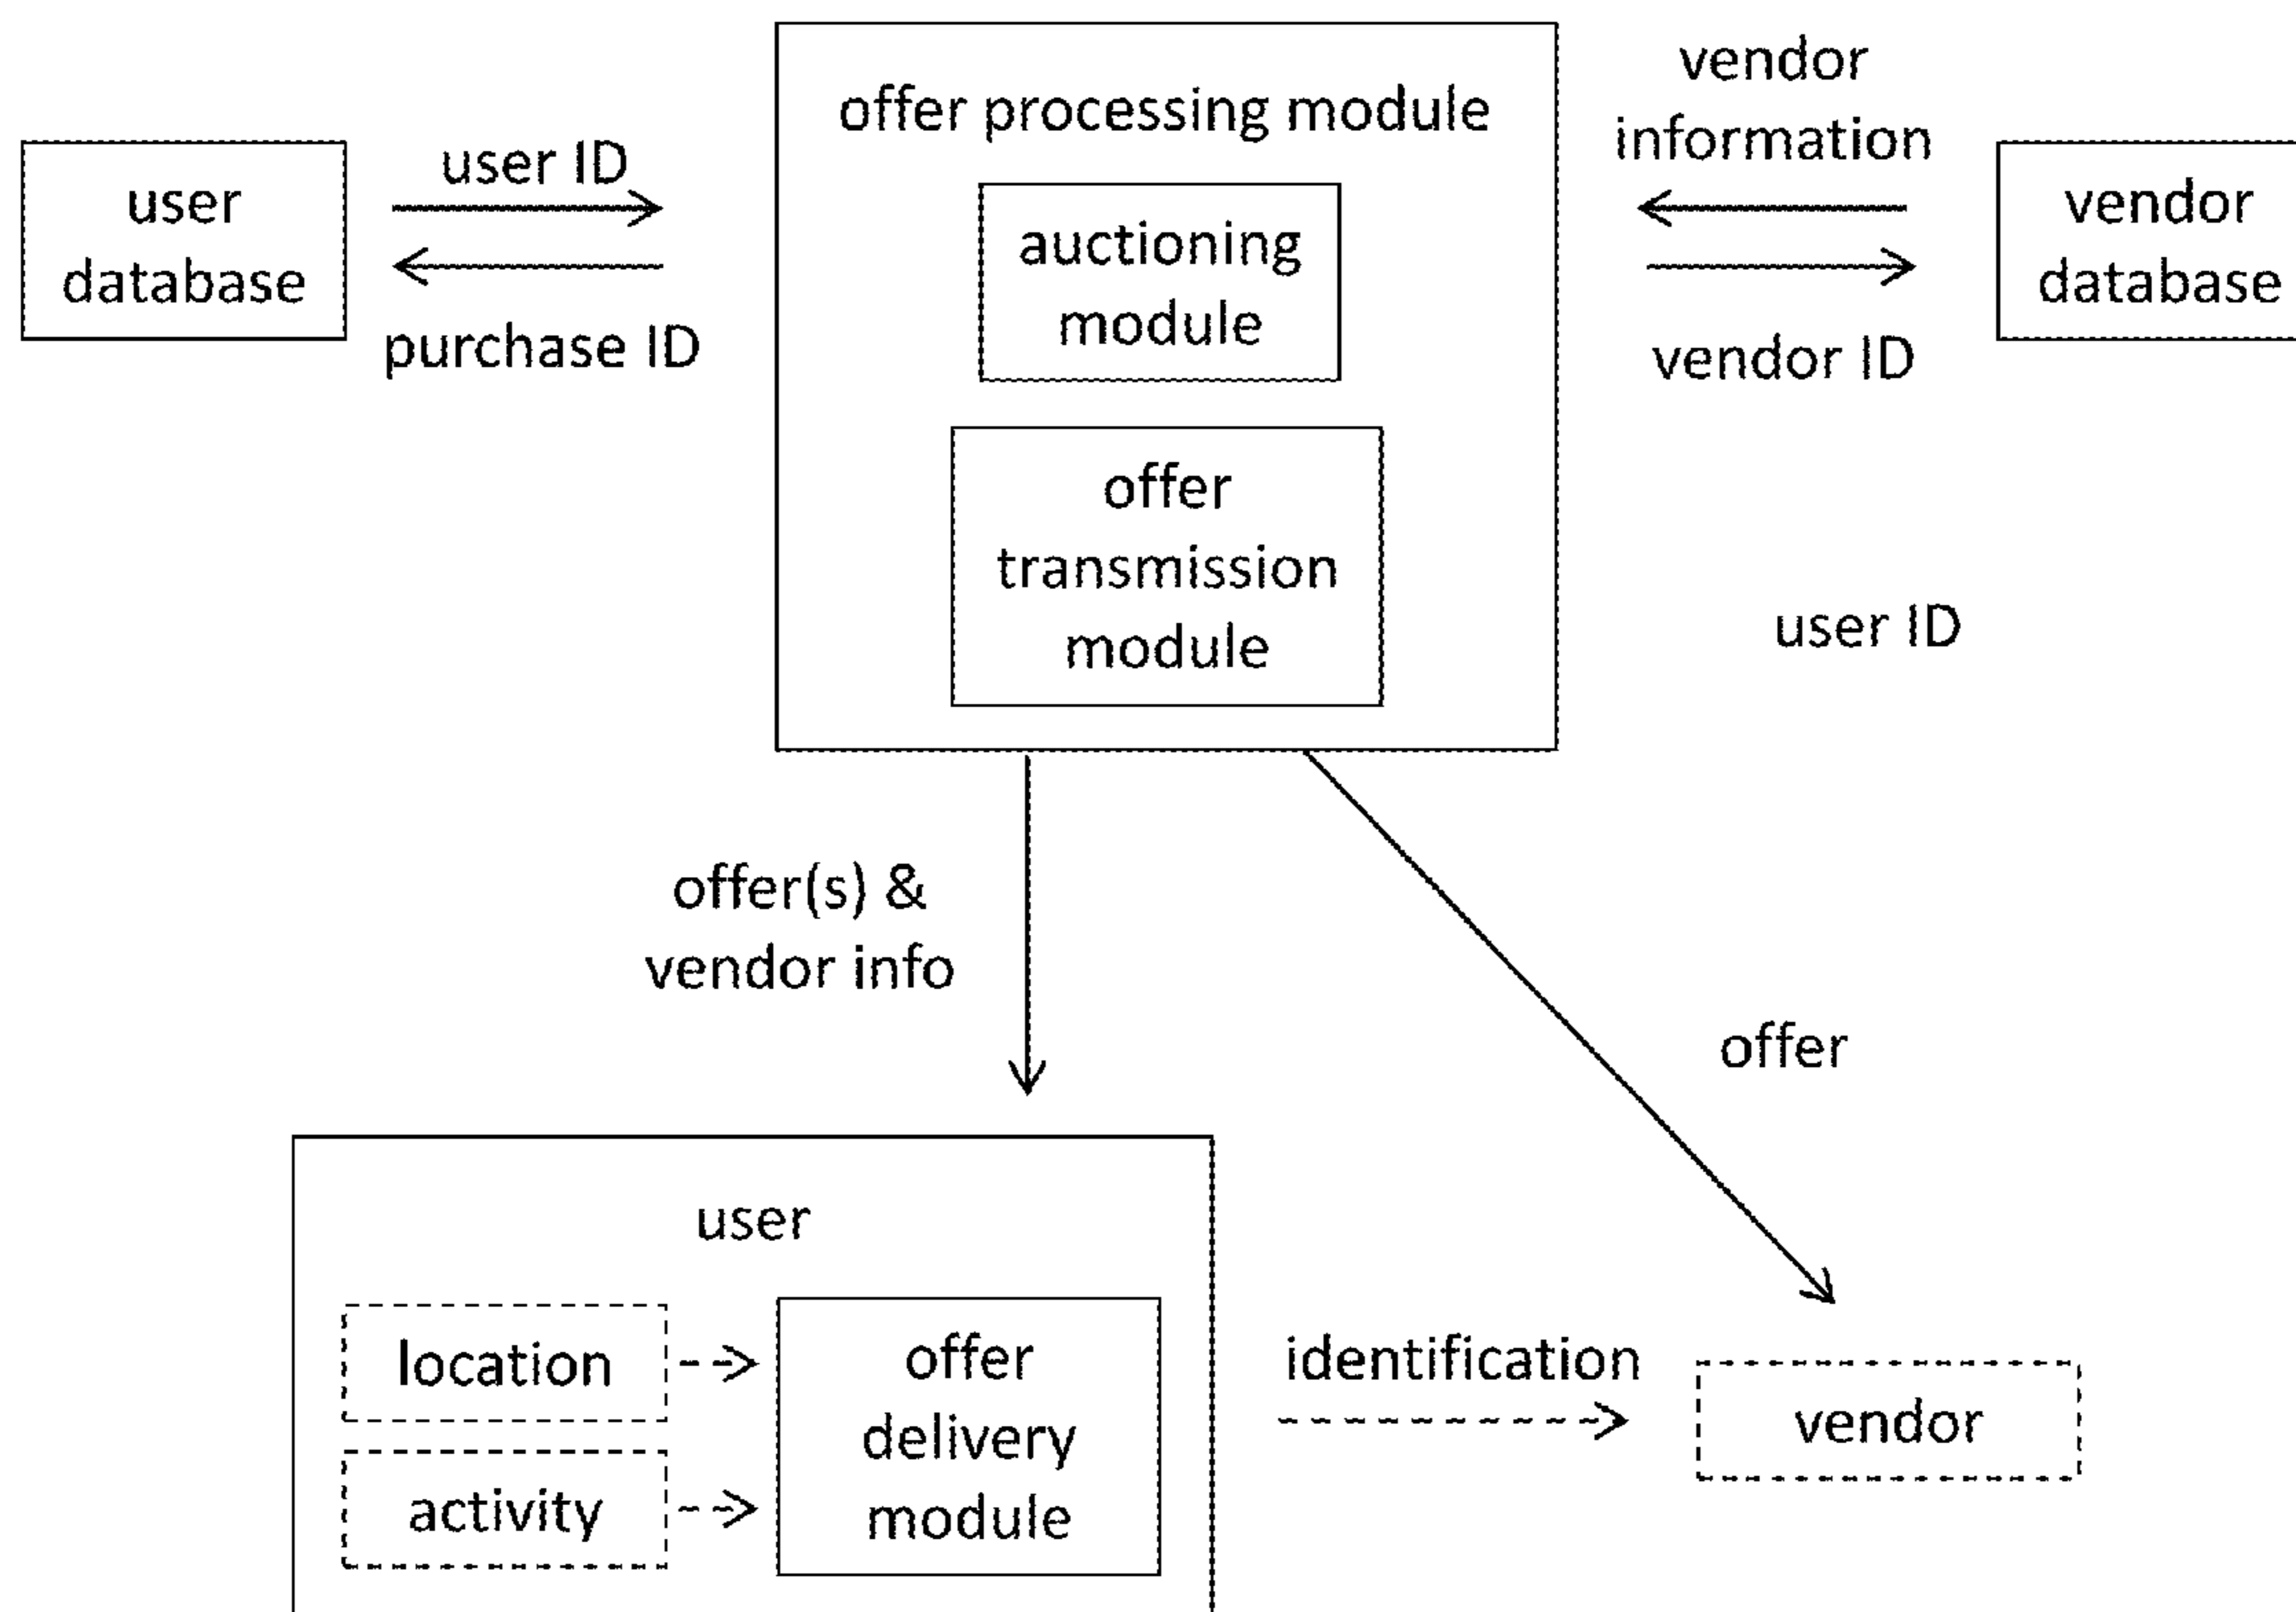 offer processing module
auctioning
module
offer
transmission
module
user
database
user ID
purchase ID
vendor
information
vendor ID
vendor
database
user ID
offer(s) &
vendor info
offer
user
location
activity
offer
delivery
module
identification
vendor